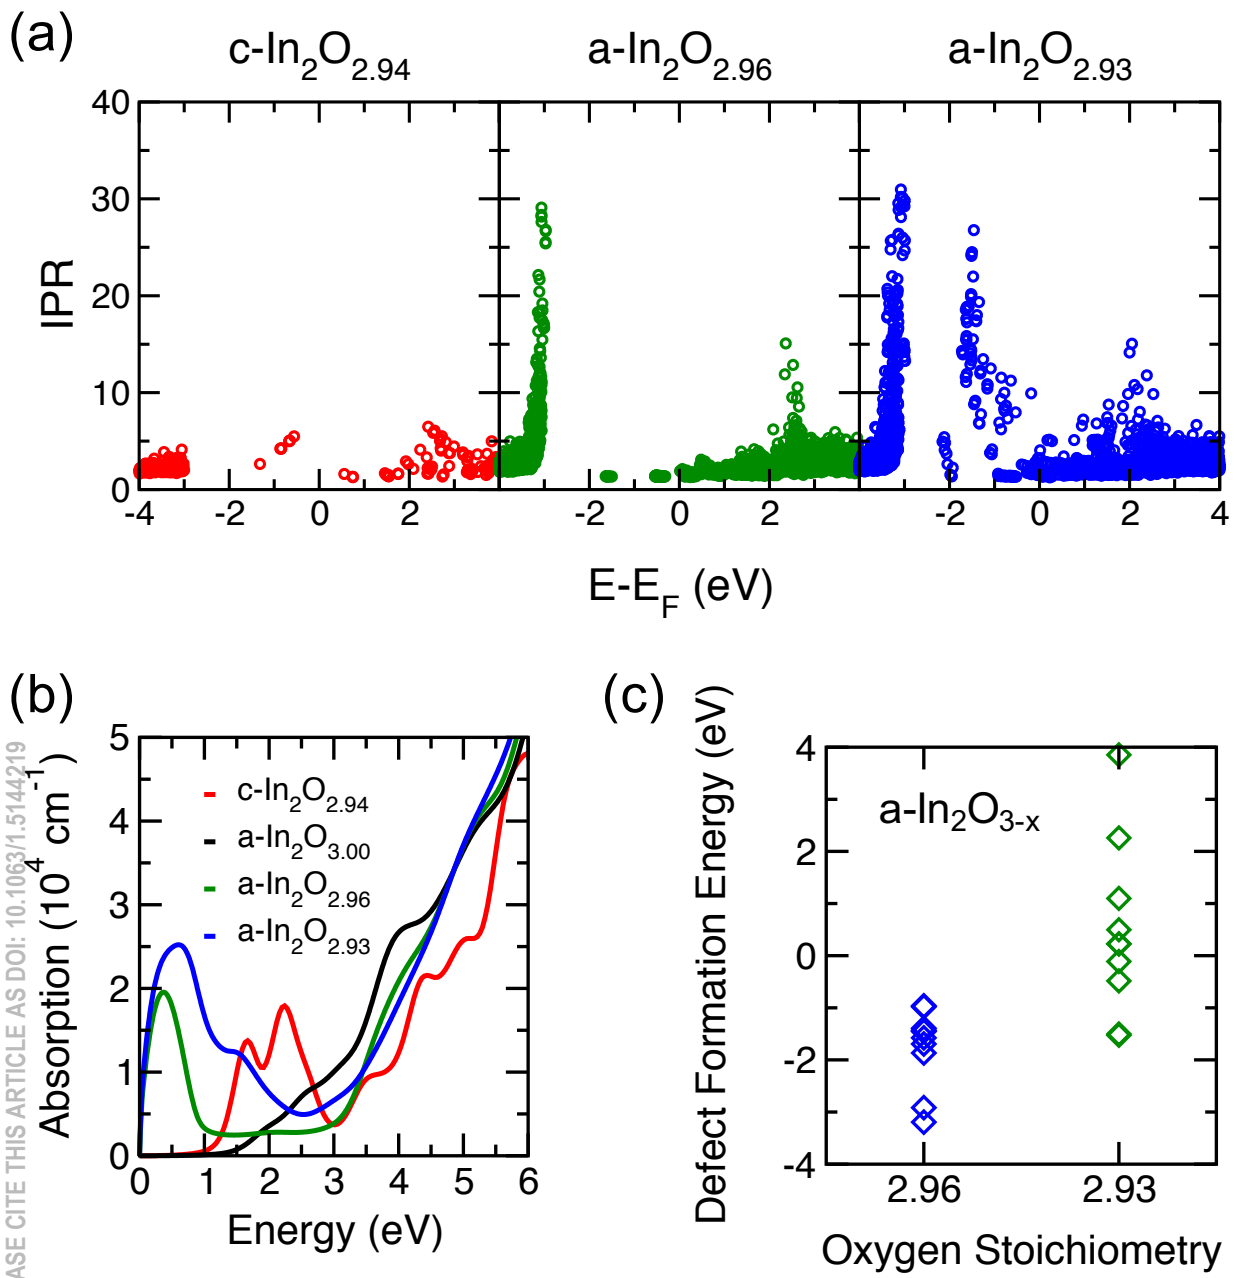 (a)
c-In2O2.94
a-In2O2.96
a-In2O2.93
40
30
20
10
0
IPR
-4 -2 0 2
-2 0 2
-2 0 2 4
E-EF (eV)
(b)
5
4
3
2
1
0
Absorption (10^4 cm^-1)
c-In2O2.94
a-In2O3.00
a-In2O2.96
a-In2O2.93
0 1 2 3 4 5 6
Energy (eV)
(c)
Defect Formation Energy (eV)
4
2
0
-2
-4
a-In2O3-x
2.96 2.93
Oxygen Stoichiometry
ASE CITE THIS ARTICLE AS DOI: 10.1063/1.5144219